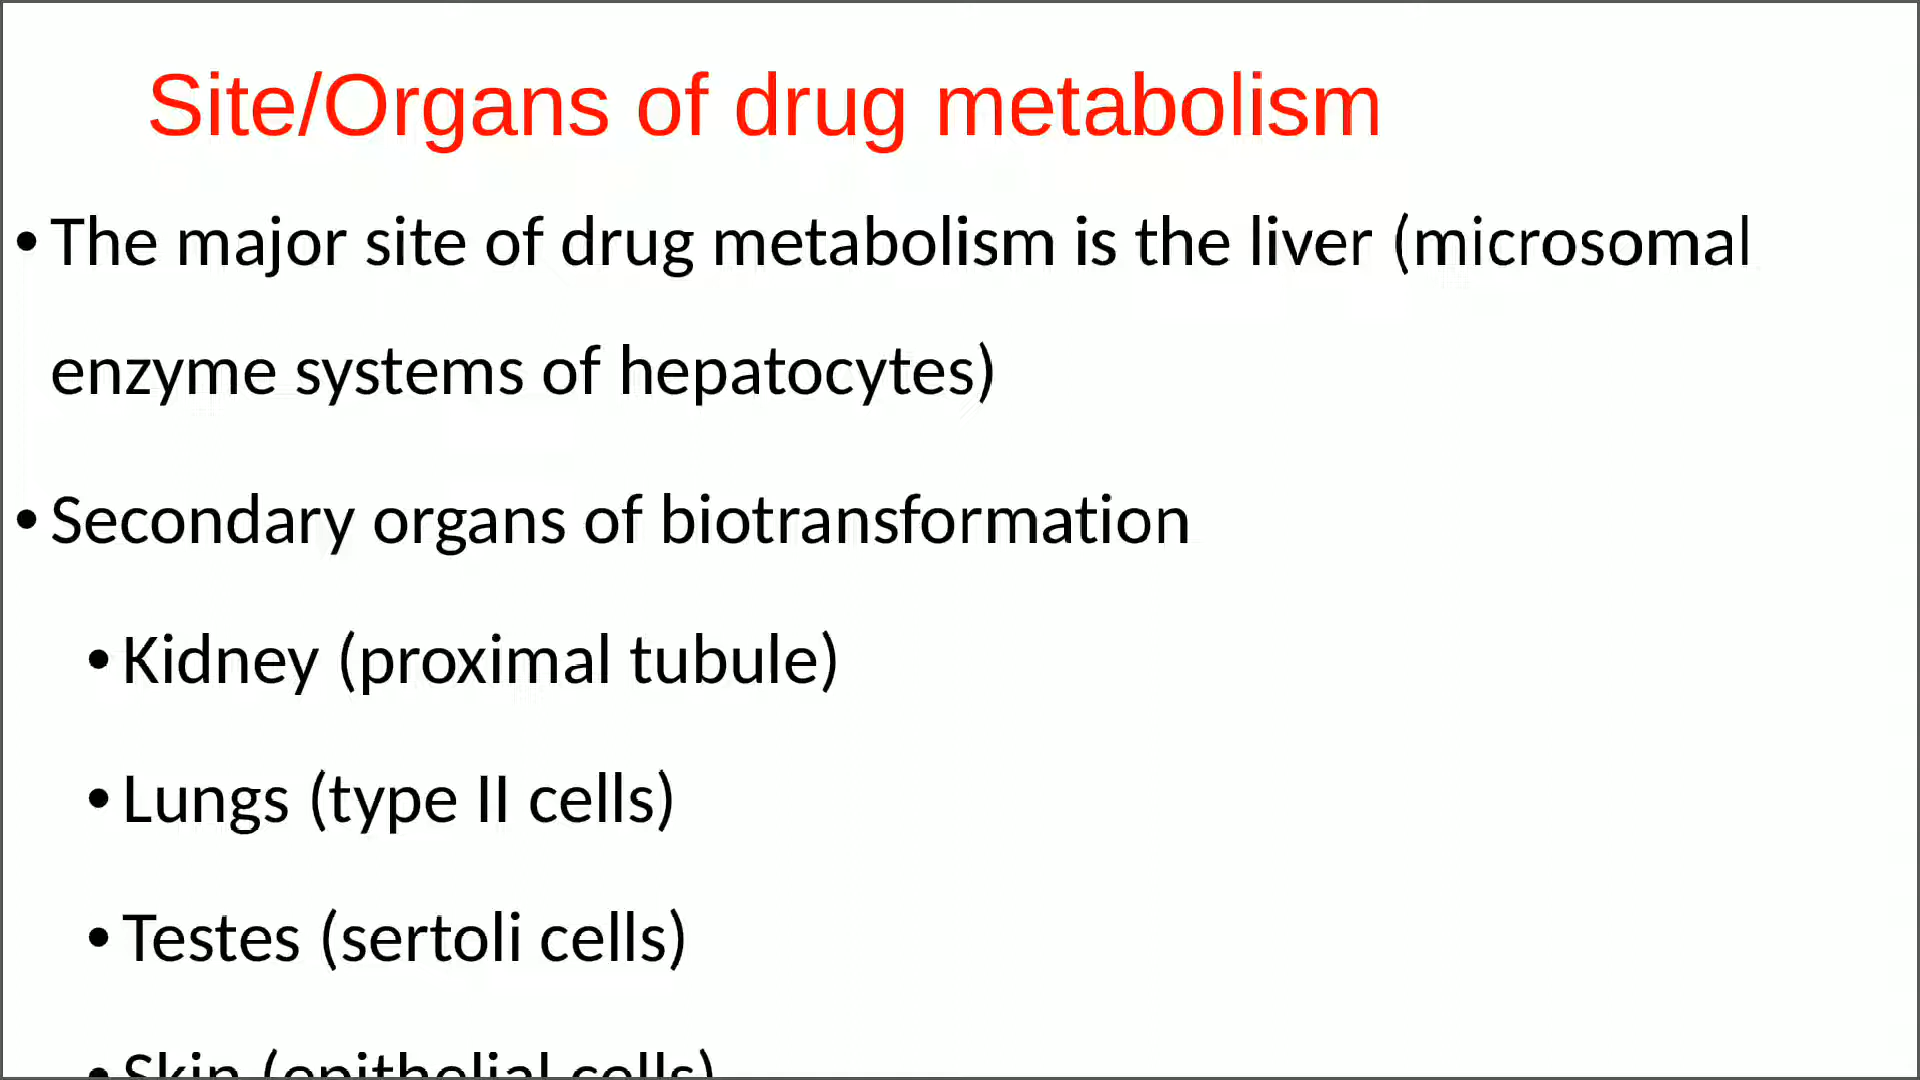 Site/Organs of drug metabolism
• The major site of drug metabolism is the liver (microsomal
enzyme systems of hepatocytes)
• Secondary organs of biotransformation
• Kidney (proximal tubule)
• Lungs (type II cells)
• Testes (sertoli cells)
• Skin (epithelial cells)